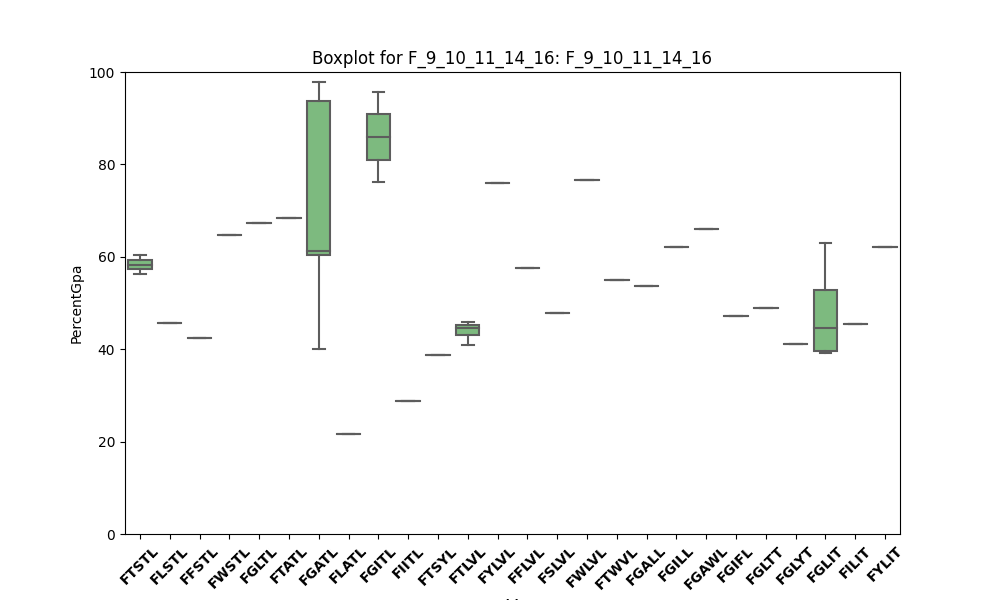 Boxplot for F_9_10_11_14_16: F_9_10_11_14_16
PercentGpa
100
80
60
40
20
0
FTSTL FLSTL FFSTL FWSTL FGLTL FTATL FGATL FLATL FGITL FIITL FTSYL FTLVL FYLVL FFLVL FSLVL FWLVL FTWVL FGALL FGILL FGAWL FGIFL FGLTT FGLYT FGLIT FILIT FYLIT